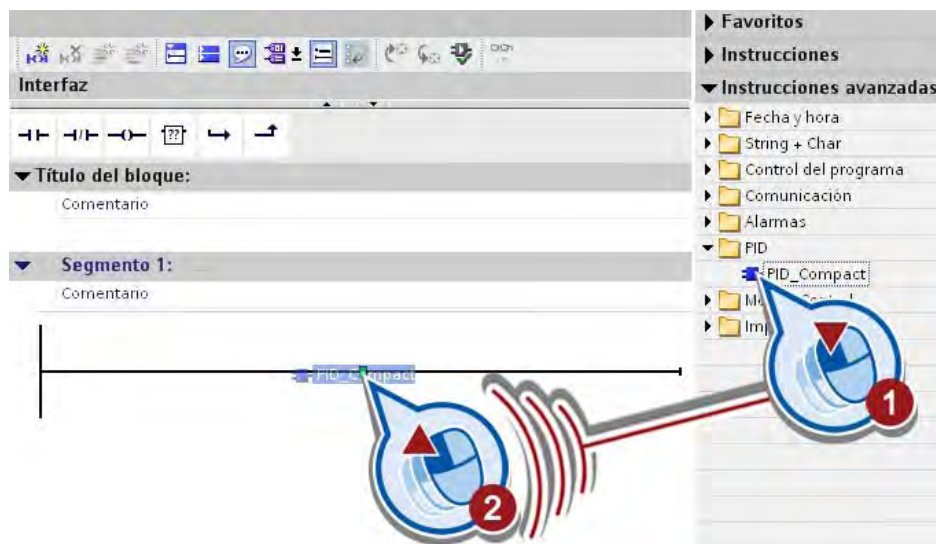 Interfaz
??
Título del bloque:
Comentario
Segmento 1:
Comentario
PID_Compact
2
Favoritos
Instrucciones
Instrucciones avanzadas
Fecha y hora
String + Char
Control del programa
Comunicación
Alarmas
PID
PID_Compact
1